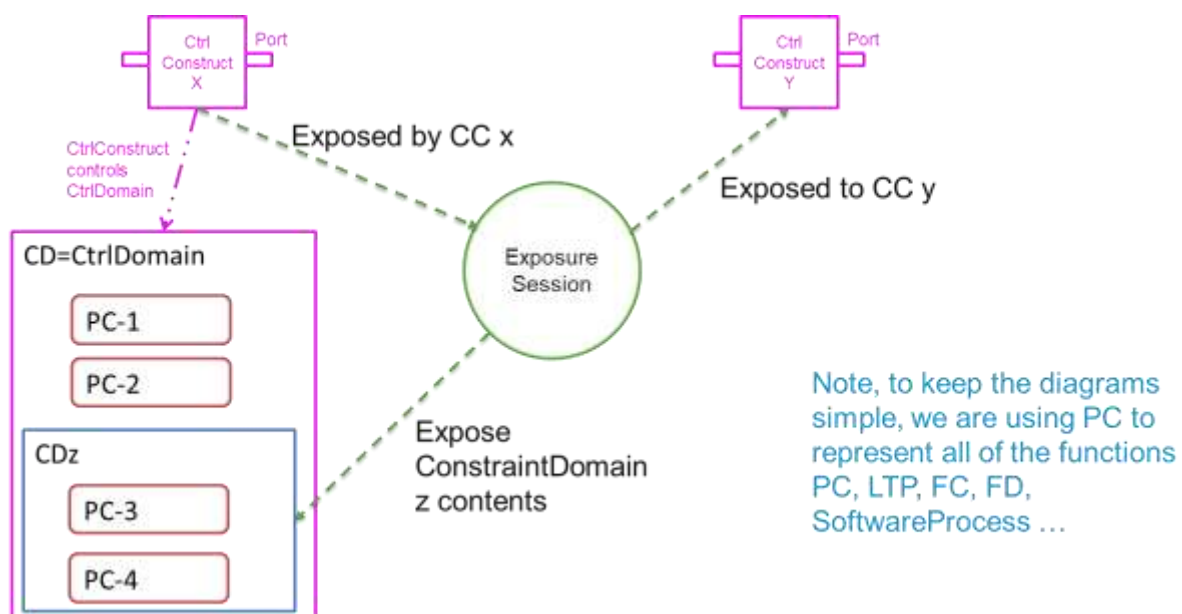 Ctrl
Construct
X
Port
Ctrl
Construct
Y
Port
CtrlConstruct
controls
CtrlDomain
Exposed by CC x
Exposed to CC y
Exposure
Session
CD=CtrlDomain
PC-1
PC-2
CDz
PC-3
PC-4
Expose
ConstraintDomain
z contents
Note, to keep the diagrams
simple, we are using PC to
represent all of the functions
PC, LTP, FC, FD,
SoftwareProcess ...